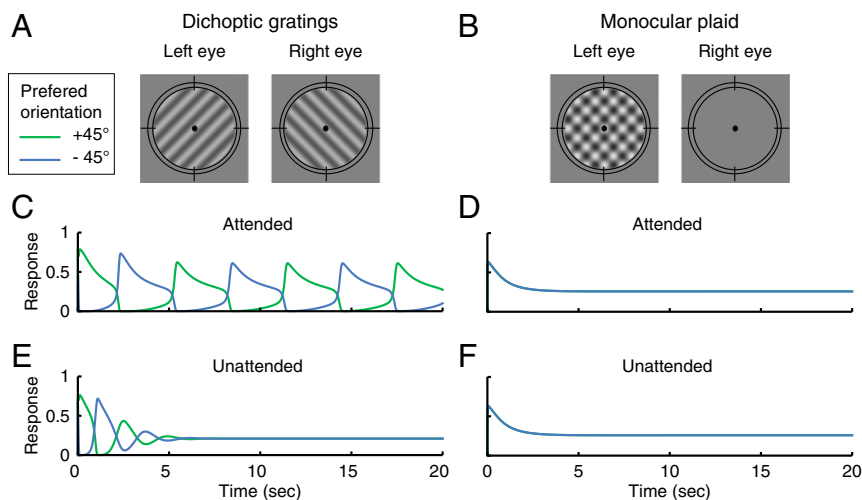 A
Dichoptic gratings
Left eye
Right eye
B
Monocular plaid
Left eye
Right eye
Prefered
orientation
+45°
- 45°
C
Attended
Response
1
0.5
0
D
Attended
E
Unattended
Response
1
0.5
0
0
5
10
15
20
Time (sec)
F
Unattended
0
5
10
15
20
Time (sec)